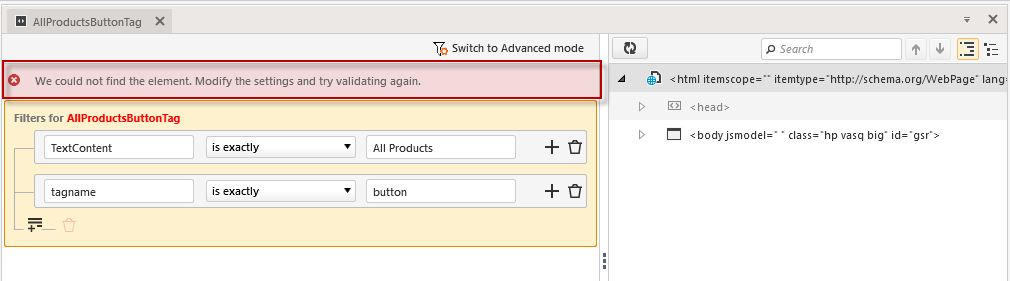 AllProductsButtonTag
Switch to Advanced mode
Search
We could not find the element. Modify the settings and try validating again.
Filters for AllProductsButtonTag
TextContent is exactly All Products
tagname is exactly button
<html itemscope="" itemtype="http://schema.org/WebPage" lang=
<head>
<body jsmodel=" " class="hp vasq big" id="gsr">